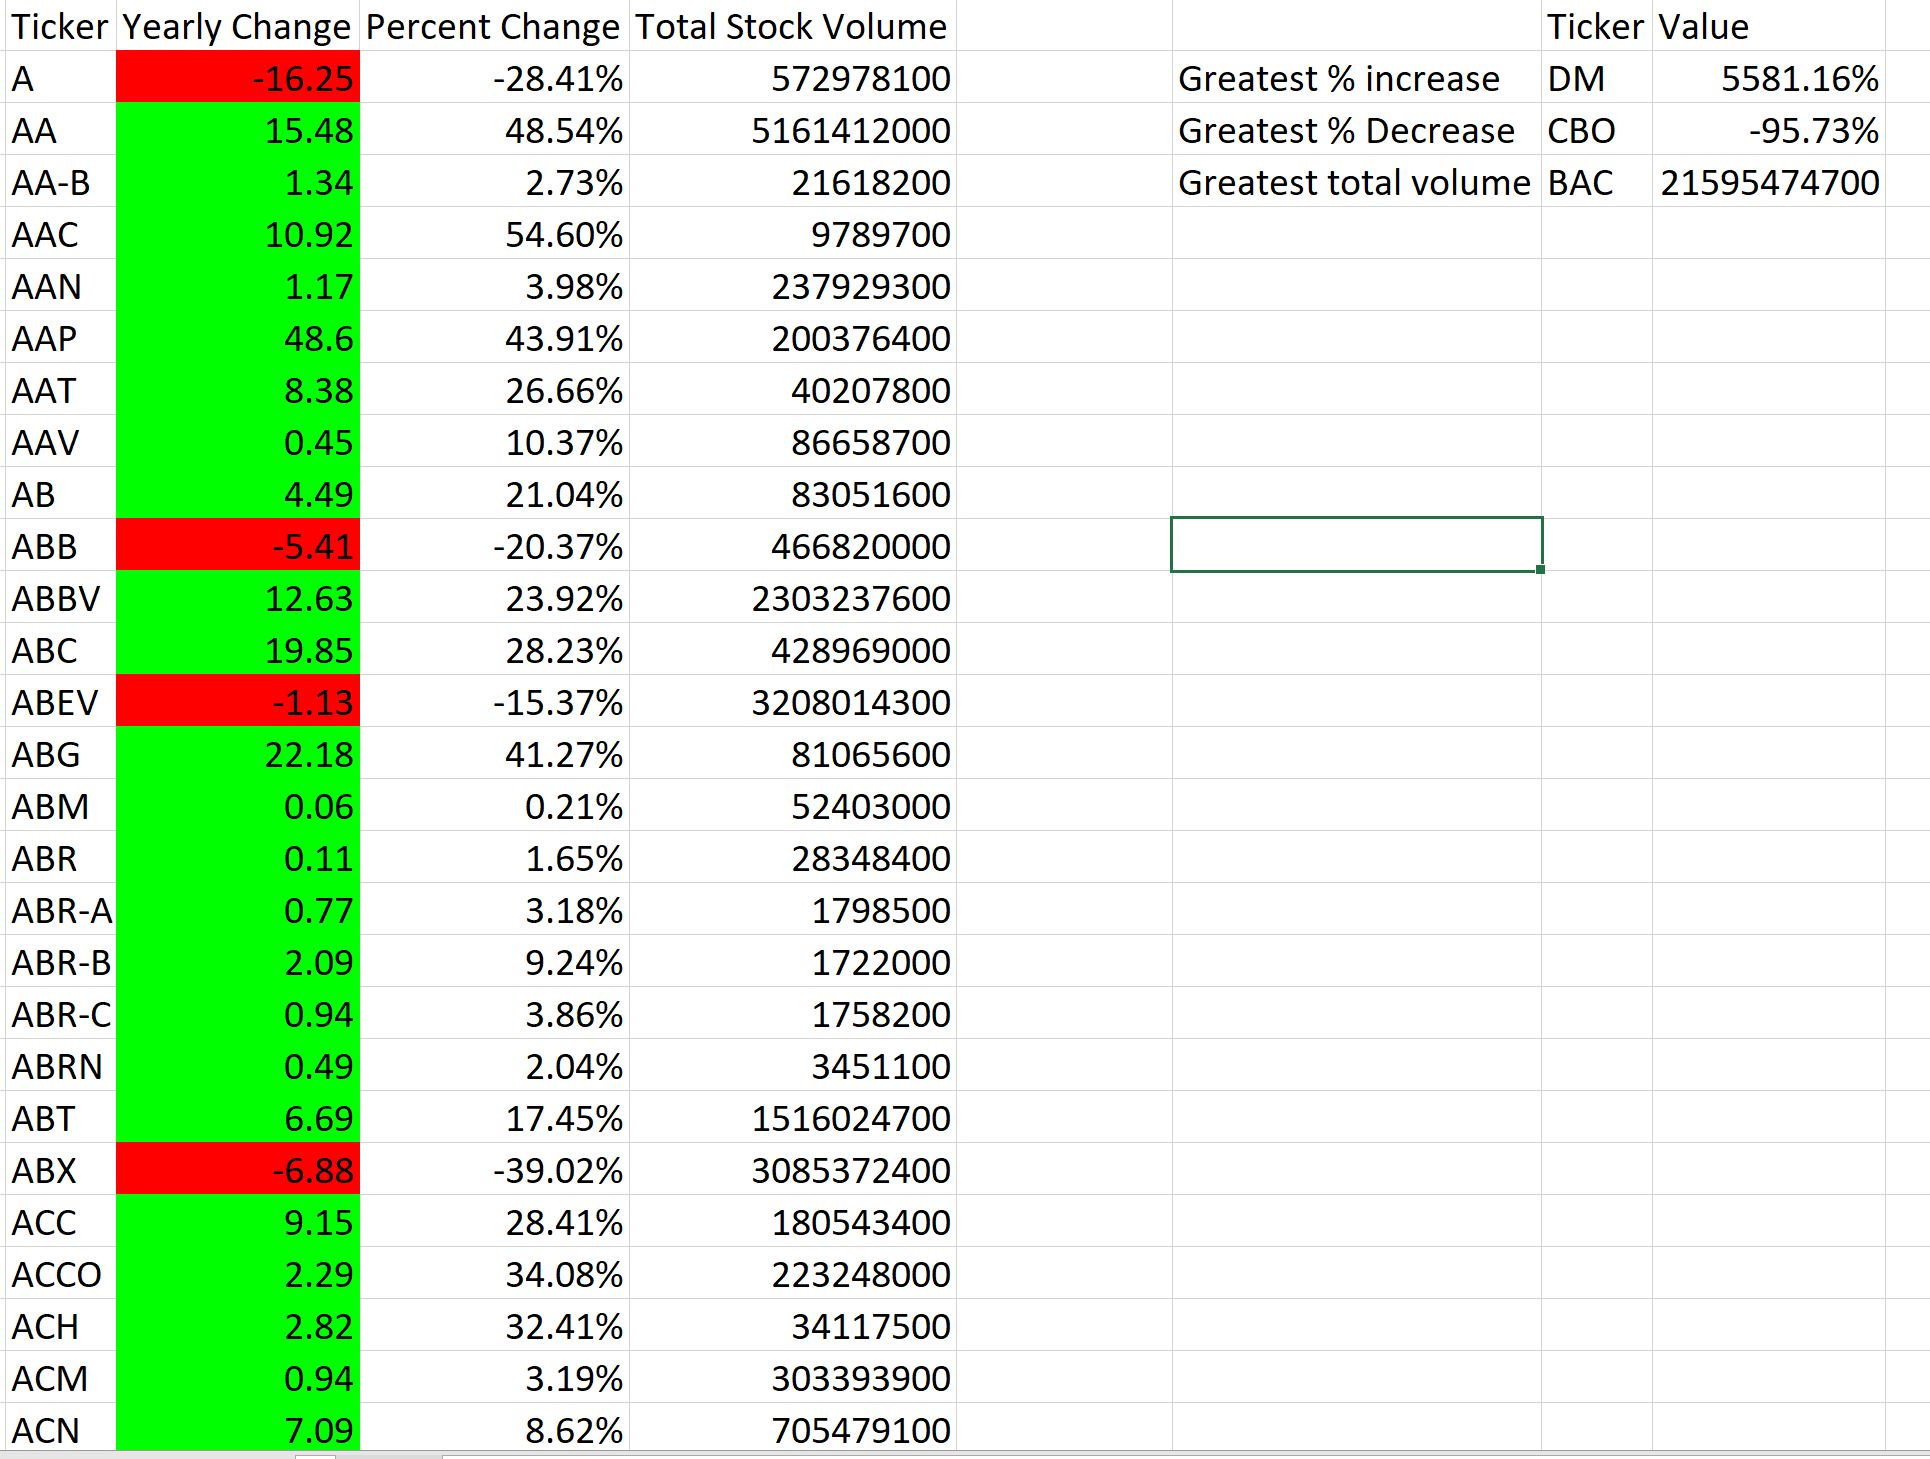 Ticker Yearly Change Percent Change Total Stock Volume Ticker Value
A -16.25 -28.41% 572978100 Greatest % increase DM 5581.16%
AA 15.48 48.54% 5161412000 Greatest % Decrease CBO -95.73%
AA-B 1.34 2.73% 21618200 Greatest total volume BAC 21595474700
AAC 10.92 54.60% 9789700
AAN 1.17 3.98% 237929300
AAP 48.6 43.91% 200376400
AAT 8.38 26.66% 40207800
AAV 0.45 10.37% 86658700
AB 4.49 21.04% 83051600
ABB -5.41 -20.37% 466820000
ABBV 12.63 23.92% 2303237600
ABC 19.85 28.23% 428969000
ABEV -1.13 -15.37% 3208014300
ABG 22.18 41.27% 81065600
ABM 0.06 0.21% 52403000
ABR 0.11 1.65% 28348400
ABR-A 0.77 3.18% 1798500
ABR-B 2.09 9.24% 1722000
ABR-C 0.94 3.86% 1758200
ABRN 0.49 2.04% 3451100
ABT 6.69 17.45% 1516024700
ABX -6.88 -39.02% 3085372400
ACC 9.15 28.41% 180543400
ACCO 2.29 34.08% 223248000
ACH 2.82 32.41% 34117500
ACM 0.94 3.19% 303393900
ACN 7.09 8.62% 705479100